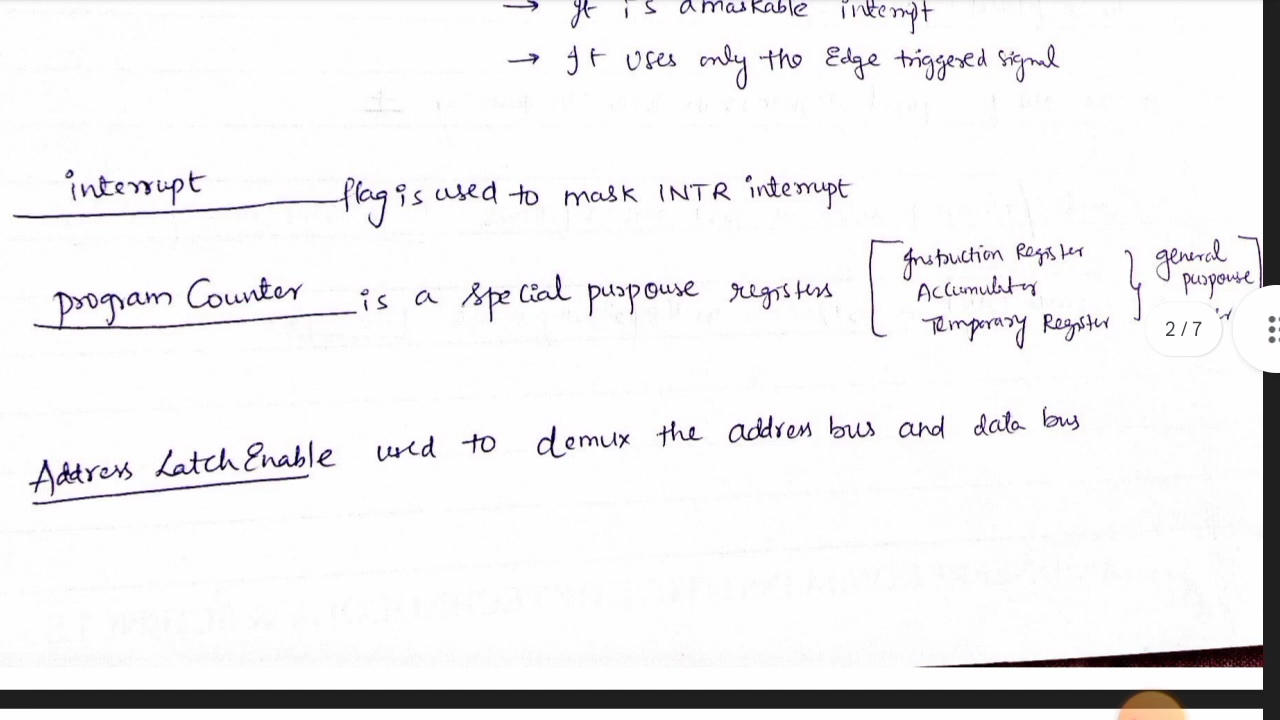 → It is a maskable interrupt
→ It uses only the Edge triggered signal
interrupt flag is used to mask INTR interrupt
program Counter is a special purpouse registers
Instruction Register
Accumulator
Temporary Register
general
purpouse
2 / 7
Address Latch Enable used to demux the address bus and data bus